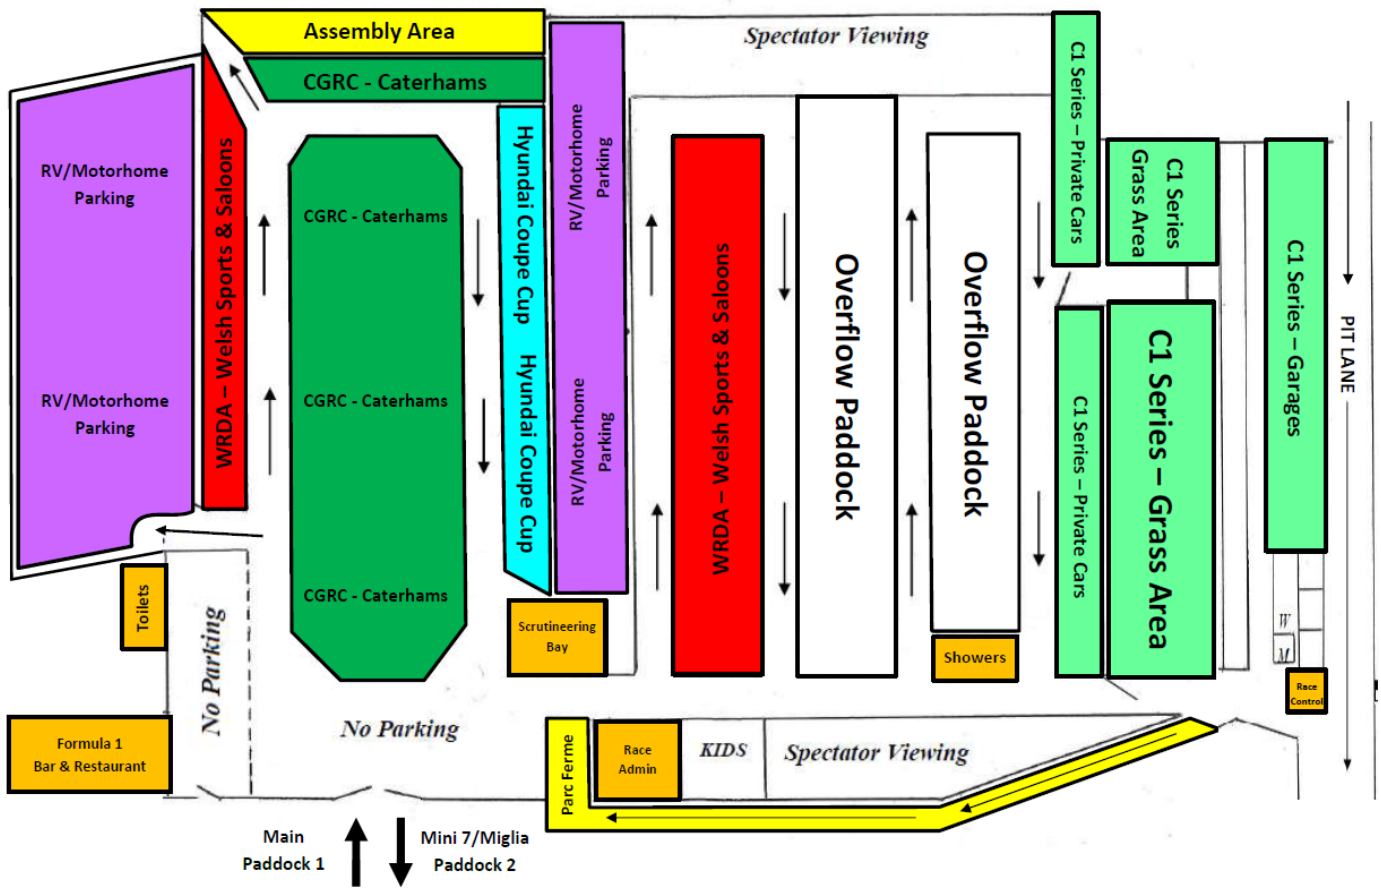 Assembly Area
Spectator Viewing
CGRC - Caterhams
RV/Motorhome
Parking
RV/Motorhome
Parking
WRDA – Welsh Sports & Saloons
CGRC - Caterhams
CGRC - Caterhams
CGRC - Caterhams
Hyundai Coupe Cup
Hyundai Coupe Cup
RV/Motorhome
Parking
RV/Motorhome
Parking
WRDA – Welsh Sports & Saloons
Overflow Paddock
Overflow Paddock
C1 Series – Private Cars
C1 Series
Grass Area
C1 Series – Private Cars
C1 Series – Grass Area
C1 Series – Garages
PIT LANE
Toilets
No Parking
Scrutineering
Bay
Showers
W
M
Race
Control
Formula 1
Bar & Restaurant
No Parking
Parc Ferme
Race
Admin
KIDS
Spectator Viewing
Main
Paddock 1
Mini 7/Miglia
Paddock 2